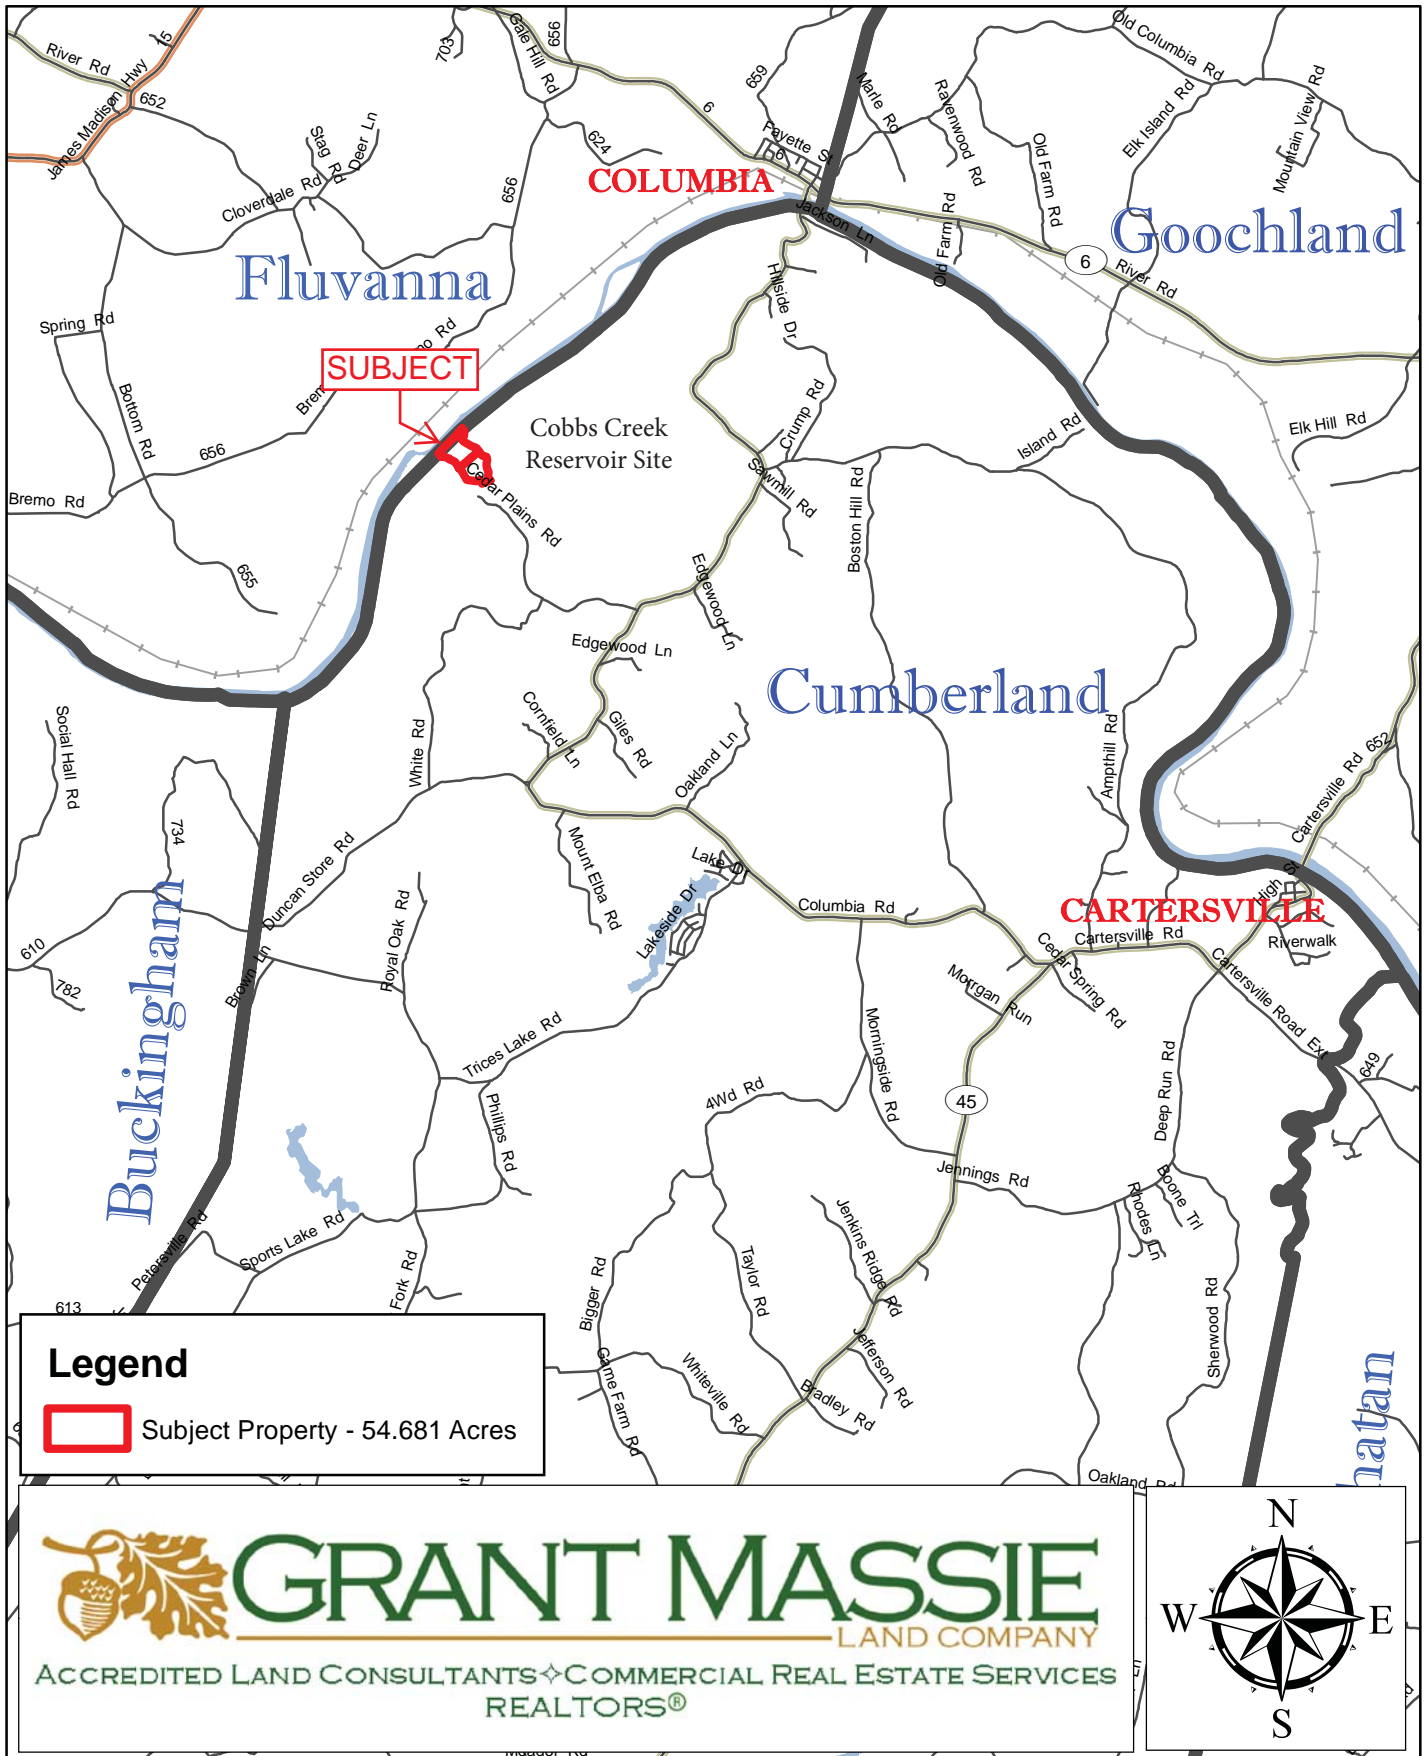 River Rd
James Madison Hwy
15
652
703
Gale Hill Rd
656
6
659
Marle Rd
Ravenwood Rd
Old Columbia Rd
Elk Island Rd
Mountain View Rd
Stag Rd
Deer Ln
Cloverdale Rd
624
656
Fayette St
6
COLUMBIA
Jackson Ln
Old Farm Rd
Old Farm Rd
Goochland
6
River Rd
Fluvanna
Hillside Dr
Spring Rd
Bottom Rd
SUBJECT
656
Bremo Rd
Cobbs Creek
Reservoir Site
Crump Rd
Sawmill Rd
Island Rd
Elk Hill Rd
Cedar Plains Rd
Boston Hill Rd
655
Edgewood Ln
Edgewood Ln
Cumberland
Social Hall Rd
White Rd
Cornfield Ln
Giles Rd
Oakland Ln
Ampthill Rd
Cartersville Rd
652
734
Duncan Store Rd
Mount Elba Rd
Lake Dr
Lakeside Dr
Columbia Rd
High St
CARTERSVILLE
Riverwalk
Cartersville Rd
Cedar Spring Rd
Cartersville Road Ext
610
782
Buckingham
Brown Ln
Royal Oak Rd
Morrgan Run
Trices Lake Rd
Morningside Rd
Deep Run Rd
649
4Wd Rd
45
Phillips Rd
Jennings Rd
Boone Trl
Rhodes Ln
Petersville Rd
Sports Lake Rd
Fork Rd
Bigger Rd
Taylor Rd
Jenkins Ridge Rd
Sherwood Rd
613
Jefferson Rd
Game Farm Rd
Whiteville Rd
Bradley Rd
Oakland Rd
hatan
Legend
Subject Property - 54.681 Acres
GRANT MASSIE
LAND COMPANY
ACCREDITED LAND CONSULTANTS✧COMMERCIAL REAL ESTATE SERVICES
REALTORS®
N
W
E
S